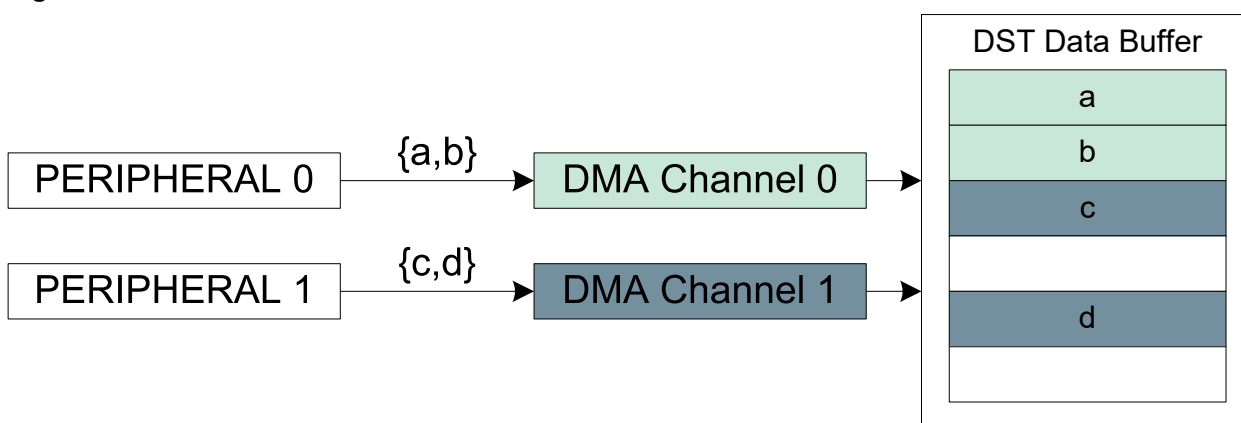 DST Data Buffer
a
b
c
d
PERIPHERAL 0
{a,b}
DMA Channel 0
PERIPHERAL 1
{c,d}
DMA Channel 1